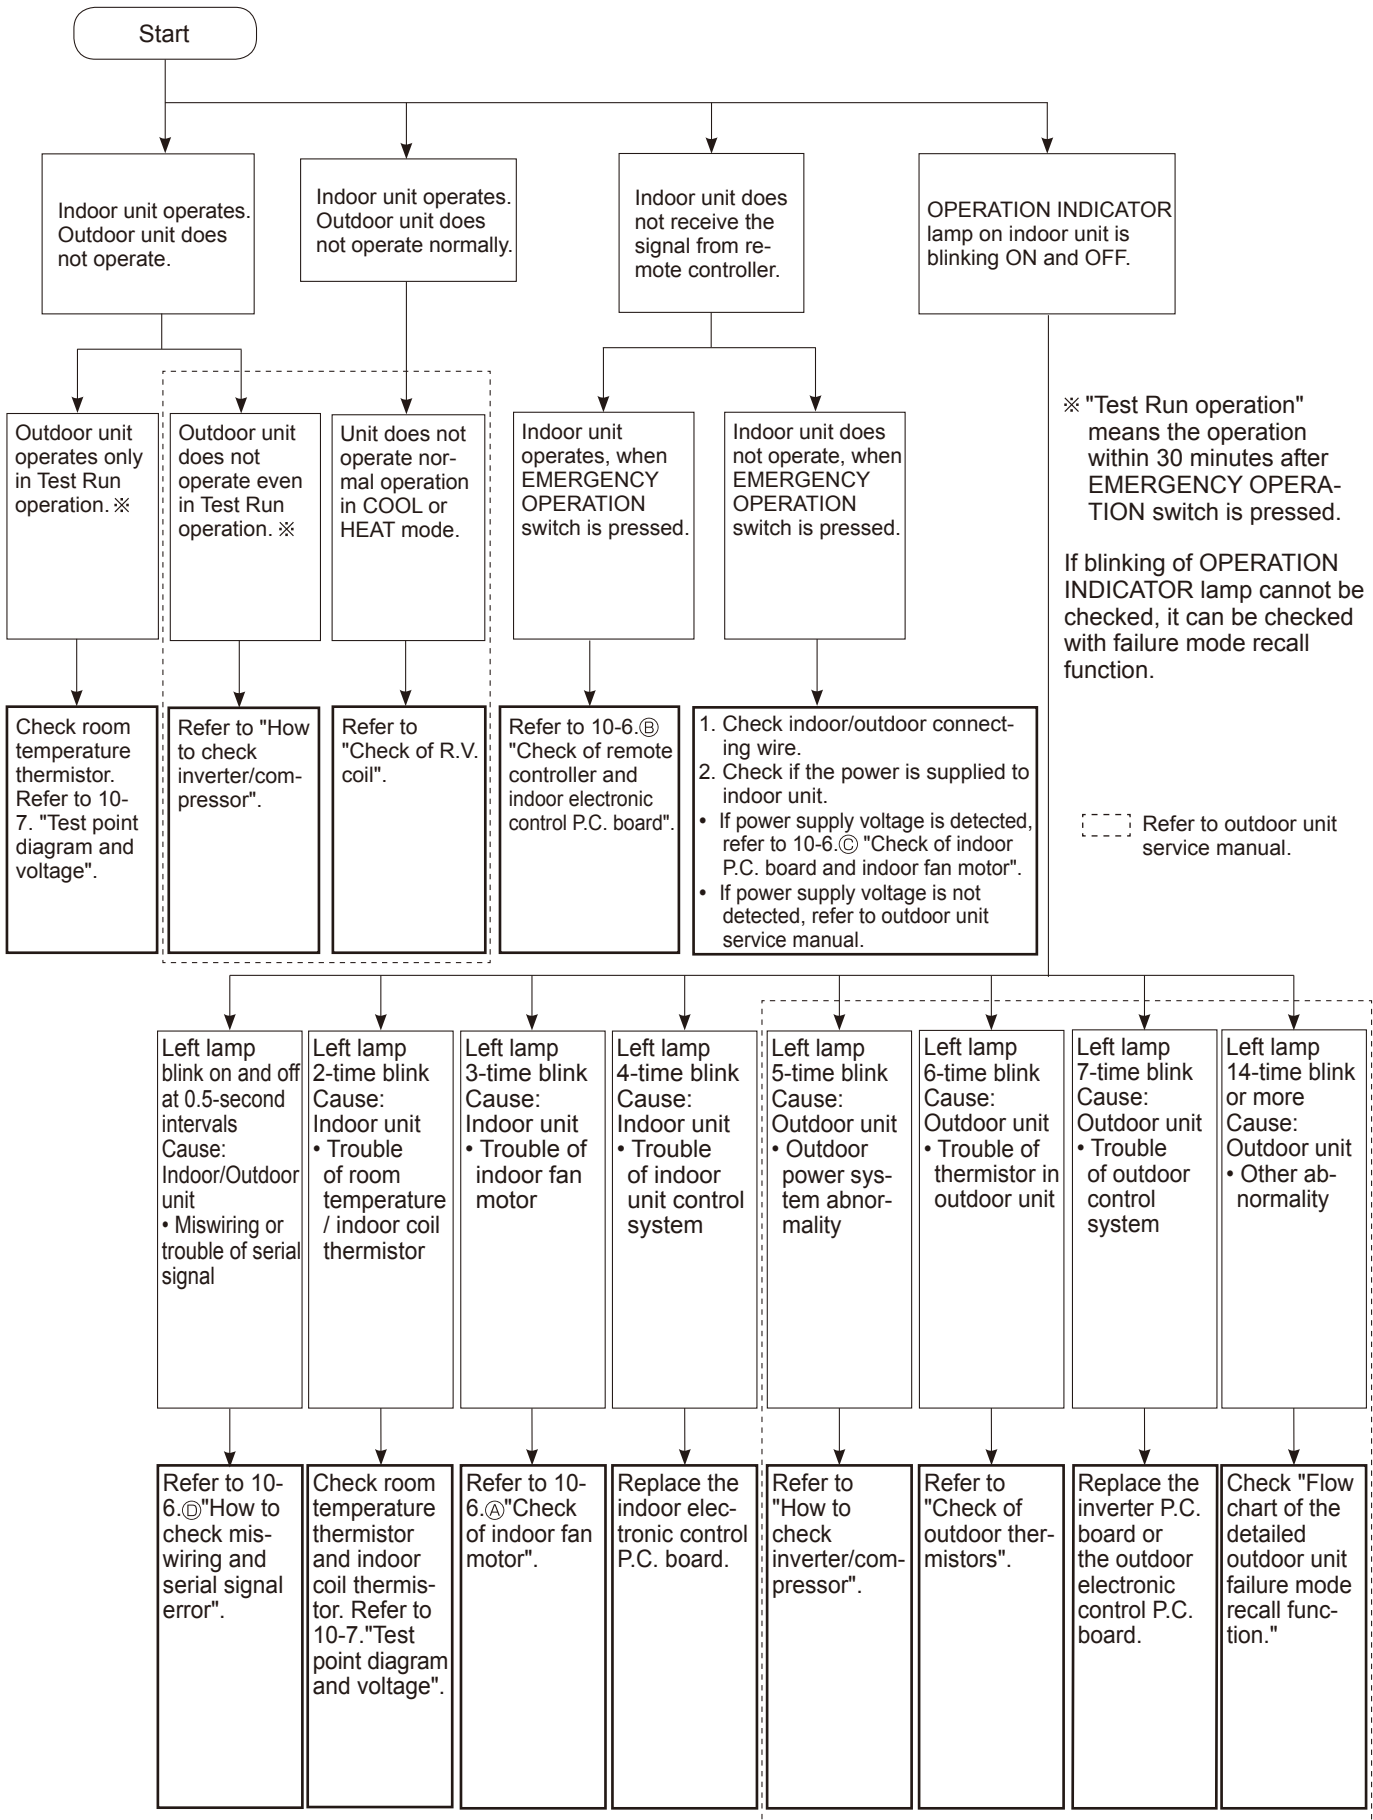 Start
Indoor unit operates.
Outdoor unit does
not operate.
Indoor unit operates.
Outdoor unit does
not operate normally.
Indoor unit does
not receive the
signal from re-
mote controller.
OPERATION INDICATOR
lamp on indoor unit is
blinking ON and OFF.
Outdoor unit
operates only
in Test Run
operation. ※
Outdoor unit
does not
operate even
in Test Run
operation. ※
Unit does not
operate nor-
mal operation
in COOL or
HEAT mode.
Indoor unit
operates, when
EMERGENCY
OPERATION
switch is pressed.
Indoor unit does
not operate, when
EMERGENCY
OPERATION
switch is pressed.
※ "Test Run operation"
means the operation
within 30 minutes after
EMERGENCY OPERA-
TION switch is pressed.
If blinking of OPERATION
INDICATOR lamp cannot be
checked, it can be checked
with failure mode recall
function.
Check room
temperature
thermistor.
Refer to 10-
7. "Test point
diagram and
voltage".
Refer to "How
to check
inverter/com-
pressor".
Refer to
"Check of R.V.
coil".
Refer to 10-6.Ⓑ
"Check of remote
controller and
indoor electronic
control P.C. board".
1. Check indoor/outdoor connect-
ing wire.
2. Check if the power is supplied to
indoor unit.
• If power supply voltage is detected,
refer to 10-6.Ⓒ "Check of indoor
P.C. board and indoor fan motor".
• If power supply voltage is not
detected, refer to outdoor unit
service manual.
Refer to outdoor unit
service manual.
Left lamp
blink on and off
at 0.5-second
intervals
Cause:
Indoor/Outdoor
unit
• Miswiring or
trouble of serial
signal
Left lamp
2-time blink
Cause:
Indoor unit
• Trouble
of room
temperature
/ indoor coil
thermistor
Left lamp
3-time blink
Cause:
Indoor unit
• Trouble of
indoor fan
motor
Left lamp
4-time blink
Cause:
Indoor unit
• Trouble
of indoor
unit control
system
Left lamp
5-time blink
Cause:
Outdoor unit
• Outdoor
power sys-
tem abnor-
mality
Left lamp
6-time blink
Cause:
Outdoor unit
• Trouble of
thermistor in
outdoor unit
Left lamp
7-time blink
Cause:
Outdoor unit
• Trouble
of outdoor
control
system
Left lamp
14-time blink
or more
Cause:
Outdoor unit
• Other ab-
normality
Refer to 10-
6.Ⓓ"How to
check mis-
wiring and
serial signal
error".
Check room
temperature
thermistor
and indoor
coil thermis-
tor. Refer to
10-7."Test
point diagram
and voltage".
Refer to 10-
6.Ⓐ"Check
of indoor fan
motor".
Replace the
indoor elec-
tronic control
P.C. board.
Refer to
"How to
check
inverter/com-
pressor".
Refer to
"Check of
outdoor ther-
mistors".
Replace the
inverter P.C.
board or
the outdoor
electronic
control P.C.
board.
Check "Flow
chart of the
detailed
outdoor unit
failure mode
recall func-
tion."